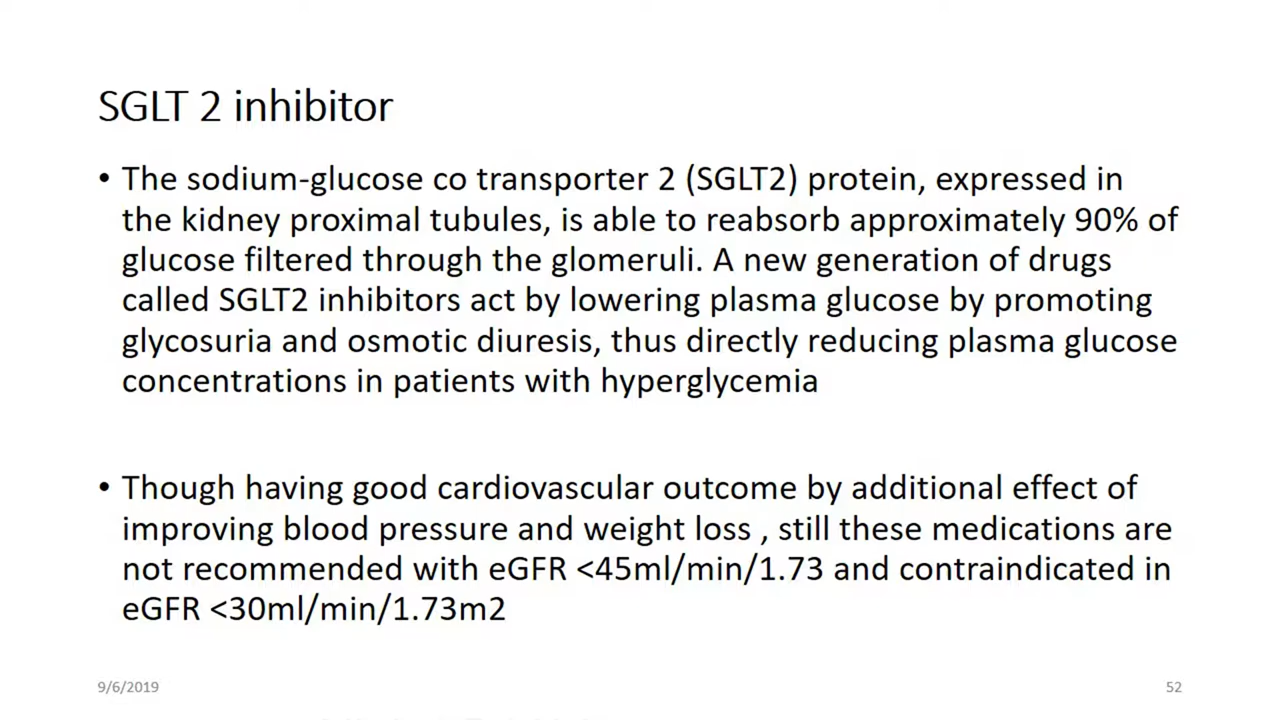 SGLT 2 inhibitor
• The sodium-glucose co transporter 2 (SGLT2) protein, expressed in
the kidney proximal tubules, is able to reabsorb approximately 90% of
glucose filtered through the glomeruli. A new generation of drugs
called SGLT2 inhibitors act by lowering plasma glucose by promoting
glycosuria and osmotic diuresis, thus directly reducing plasma glucose
concentrations in patients with hyperglycemia
• Though having good cardiovascular outcome by additional effect of
improving blood pressure and weight loss , still these medications are
not recommended with eGFR <45ml/min/1.73 and contraindicated in
eGFR <30ml/min/1.73m2
9/6/2019
52